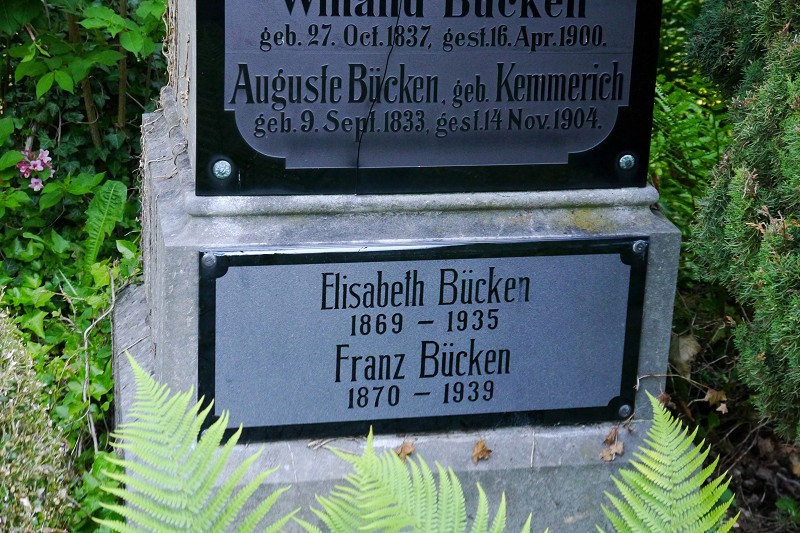 Winand Bücken
geb. 27. Oct. 1837, gest. 16. Apr. 1900.
Auguste Bücken, geb. Kemmerich
geb. 9. Sept. 1833, gest. 14 Nov. 1904.
Elisabeth Bücken
1869 – 1935
Franz Bücken
1870 – 1939